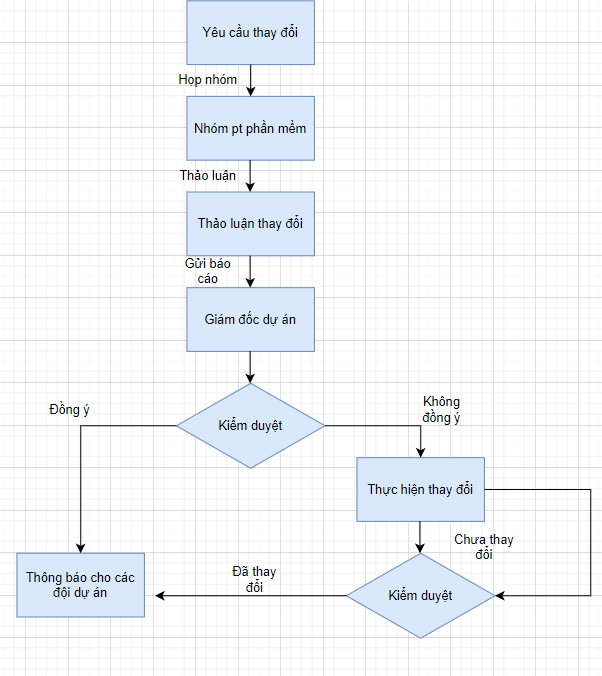 Yêu cầu thay đổi
Họp nhóm
Nhóm pt phần mềm
Thảo luận
Thảo luận thay đổi
Gửi báo
cáo
Giám đốc dự án
Kiểm duyệt
Đồng ý
Không
đồng ý
Thực hiện thay đổi
Chưa thay
đổi
Kiểm duyệt
Đã thay
đổi
Thông báo cho các
đội dự án